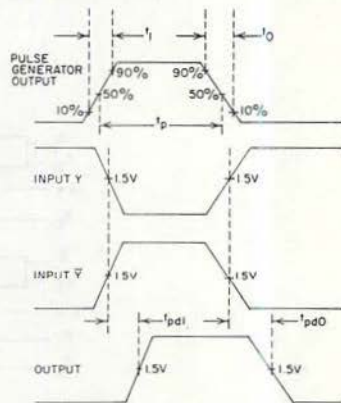 t1 t0
PULSE
GENERATOR
OUTPUT
90% 90%
50% 50%
10% 10%
tp
INPUT Y 1.5V 1.5V
INPUT Y̅ 1.5V 1.5V
tpd1 tpd0
OUTPUT 1.5V 1.5V